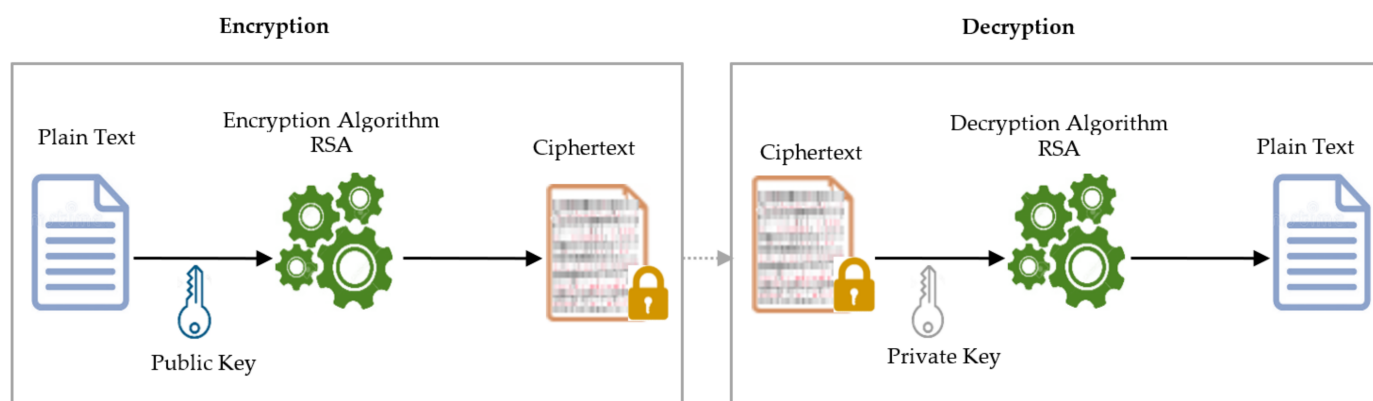 Encryption
Decryption
Plain Text
Encryption Algorithm
RSA
Ciphertext
Public Key
Ciphertext
Decryption Algorithm
RSA
Plain Text
Private Key